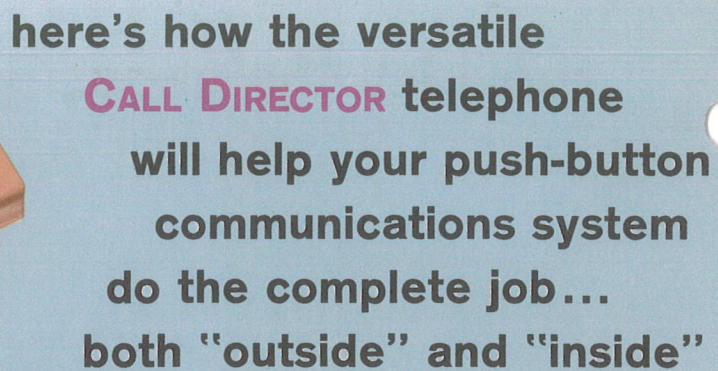 here's how the versatile
CALL DIRECTOR telephone
will help your push-button
communications system
do the complete job...
both "outside" and "inside"